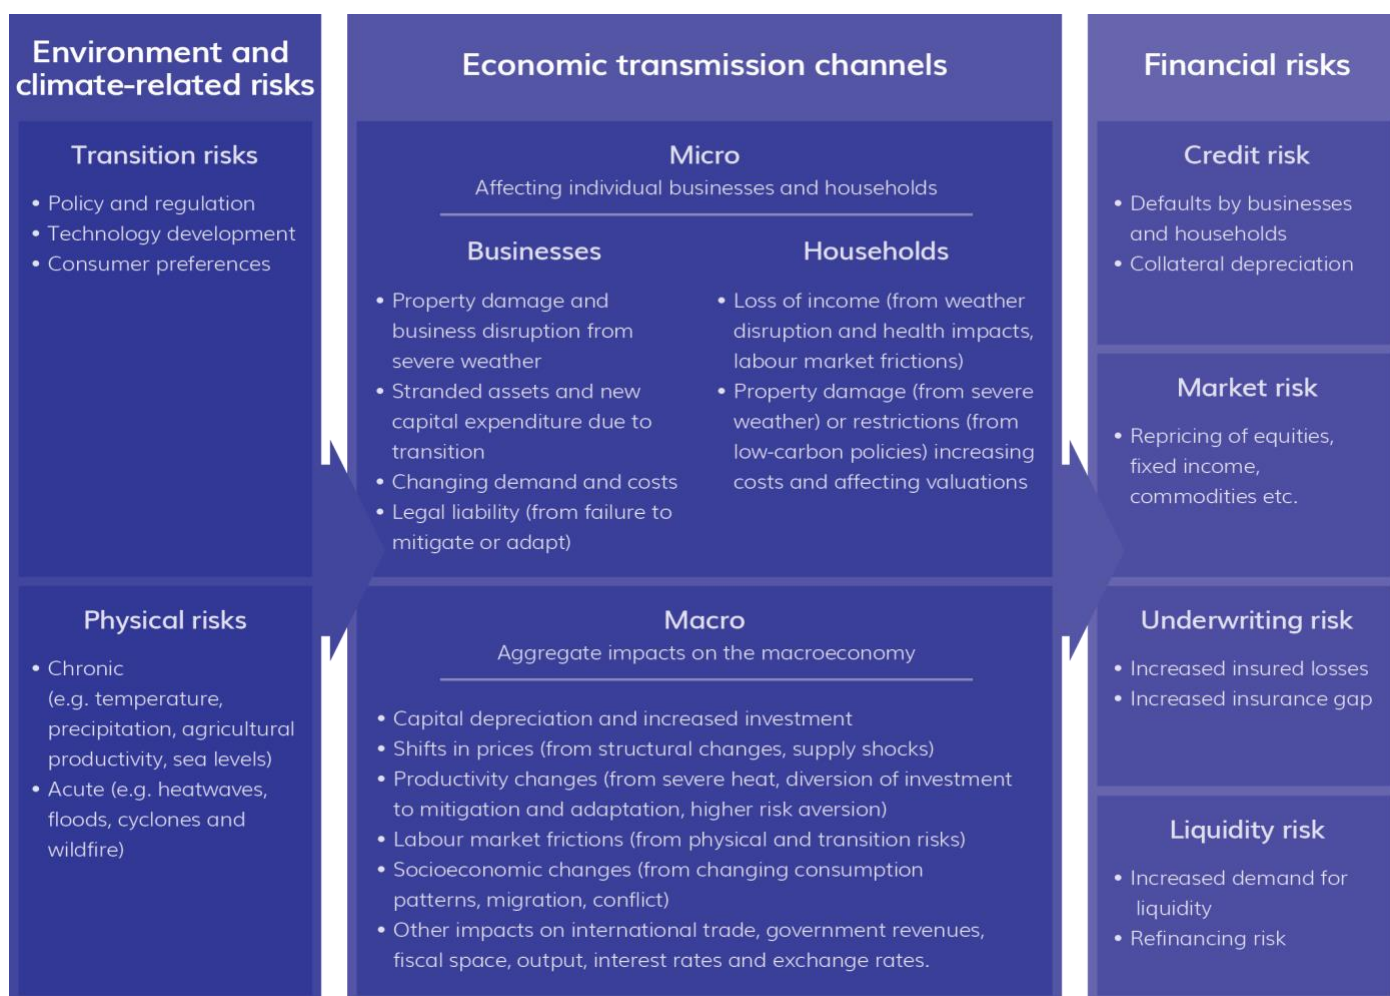 Environment and
climate-related risks
Transition risks
• Policy and regulation
• Technology development
• Consumer preferences
Physical risks
• Chronic
(e.g. temperature,
precipitation, agricultural
productivity, sea levels)
• Acute (e.g. heatwaves,
floods, cyclones and
wildfire)
Economic transmission channels
Micro
Affecting individual businesses and households
Businesses
• Property damage and
business disruption from
severe weather
• Stranded assets and new
capital expenditure due to
transition
• Changing demand and costs
• Legal liability (from failure to
mitigate or adapt)
Households
• Loss of income (from weather
disruption and health impacts,
labour market frictions)
• Property damage (from severe
weather) or restrictions (from
low-carbon policies) increasing
costs and affecting valuations
Macro
Aggregate impacts on the macroeconomy
• Capital depreciation and increased investment
• Shifts in prices (from structural changes, supply shocks)
• Productivity changes (from severe heat, diversion of investment
to mitigation and adaptation, higher risk aversion)
• Labour market frictions (from physical and transition risks)
• Socioeconomic changes (from changing consumption
patterns, migration, conflict)
• Other impacts on international trade, government revenues,
fiscal space, output, interest rates and exchange rates.
Financial risks
Credit risk
• Defaults by businesses
and households
• Collateral depreciation
Market risk
• Repricing of equities,
fixed income,
commodities etc.
Underwriting risk
• Increased insured losses
• Increased insurance gap
Liquidity risk
• Increased demand for
liquidity
• Refinancing risk